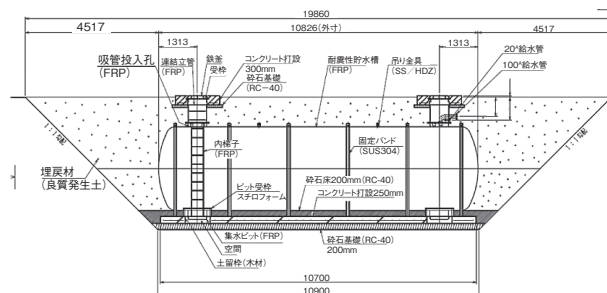 19860
4517
10826(外寸)
4517
1313
1313
吸管投入孔
(FRP)
連結立管
(FRP)
鉄釜
受枠
コンクリート打設
300mm
砕石基礎
(RC-40)
耐震性貯水槽
(FRP)
吊り金具
(SS/HDZ)
20A給水管
100A給水管
1:1勾配
1:1勾配
埋戻材
(良質発生土)
内梯子
(FRP)
固定バンド
(SUS304)
ピット受枠
スチロフォーム
砕石床200mm(RC-40)
コンクリート打設250mm
集水ピット(FRP)
空間
土留枠(木材)
砕石基礎(RC-40)
200mm
10700
10900